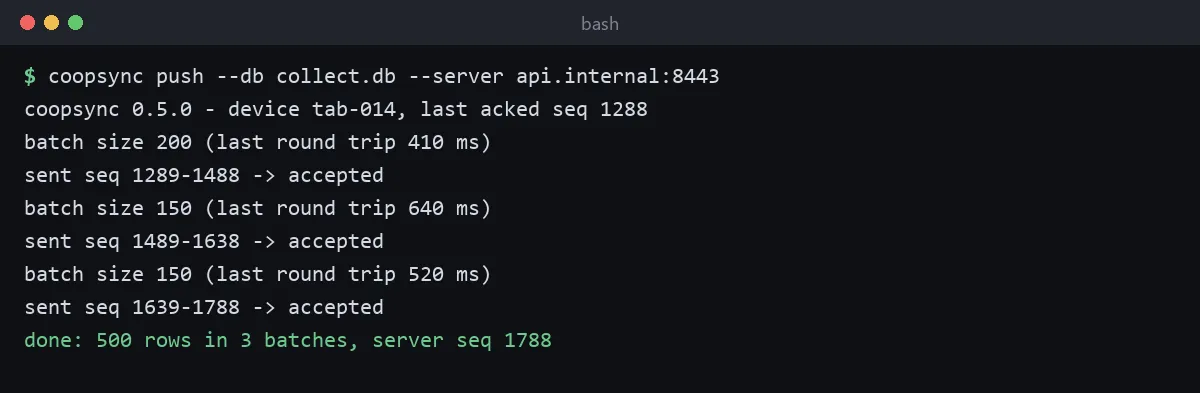 bash
$ coopsync push --db collect.db --server api.internal:8443
coopsync 0.5.0 - device tab-014, last acked seq 1288
batch size 200 (last round trip 410 ms)
sent seq 1289-1488 -> accepted
batch size 150 (last round trip 640 ms)
sent seq 1489-1638 -> accepted
batch size 150 (last round trip 520 ms)
sent seq 1639-1788 -> accepted
done: 500 rows in 3 batches, server seq 1788